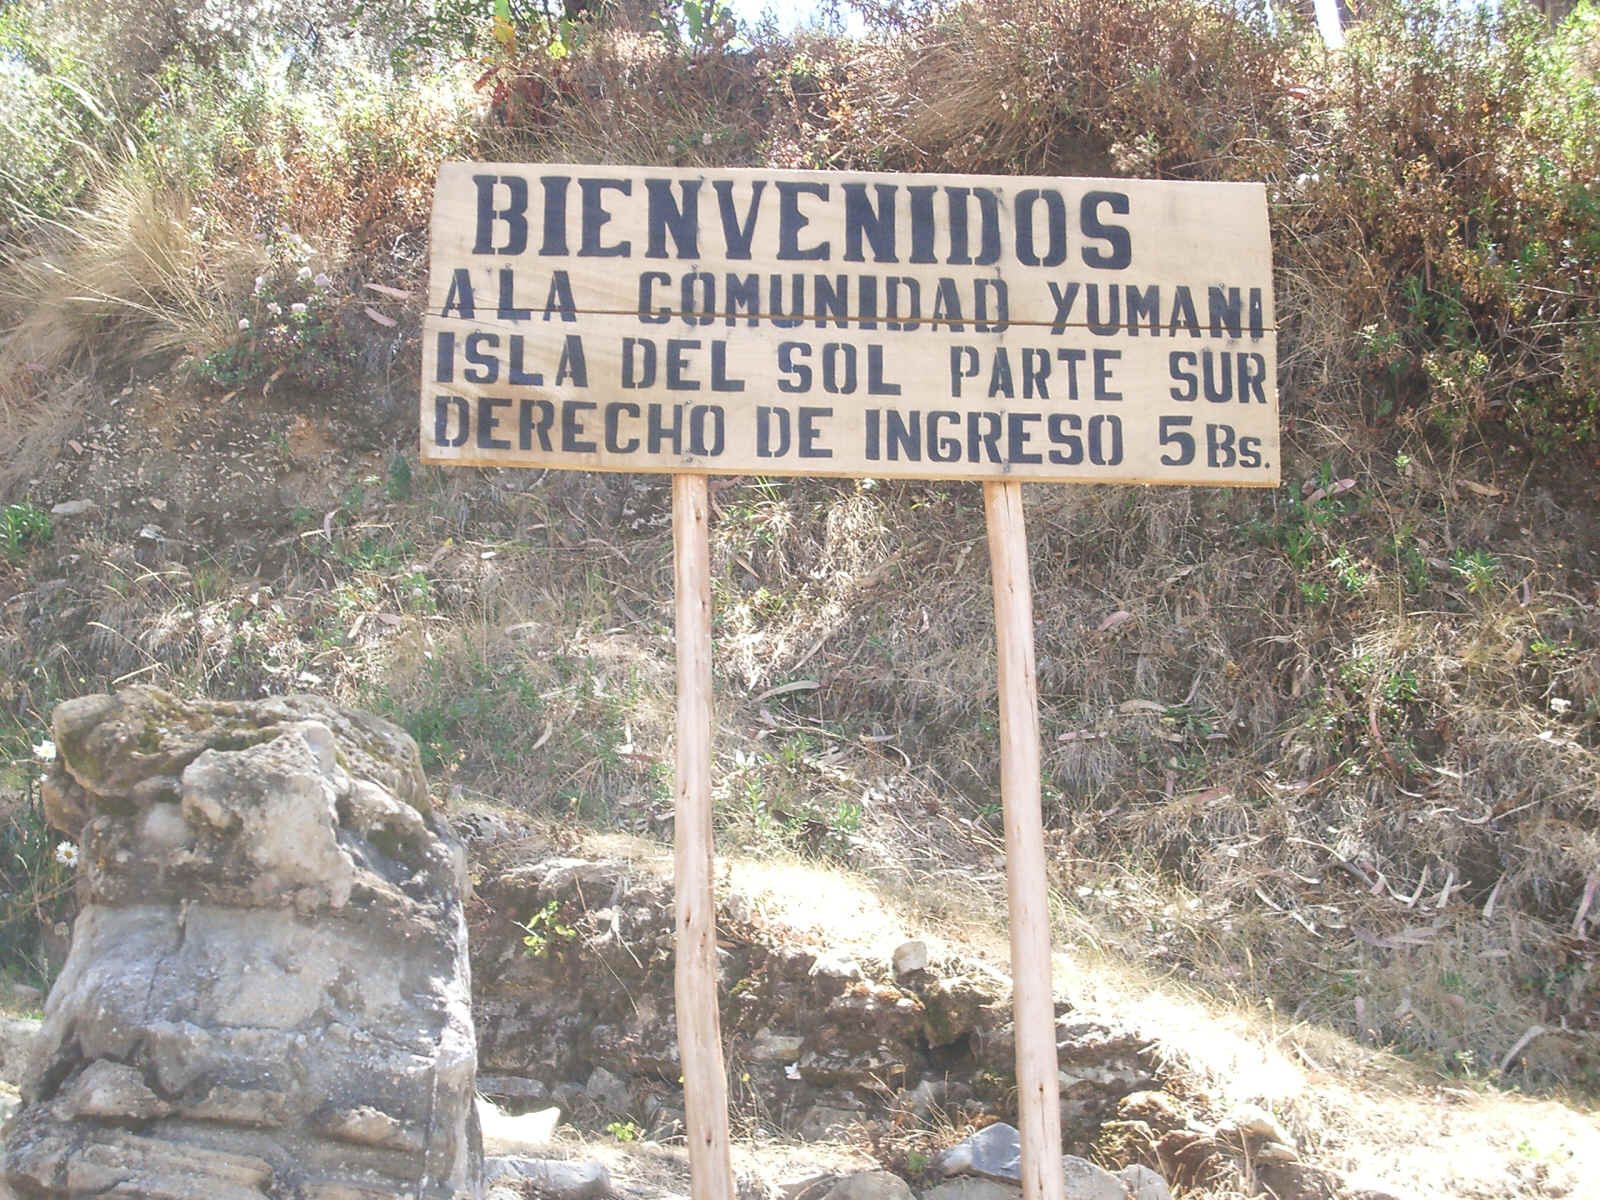 BIENVENIDOS
A LA COMUNIDAD YUMANI
ISLA DEL SOL PARTE SUR
DERECHO DE INGRESO 5 Bs.